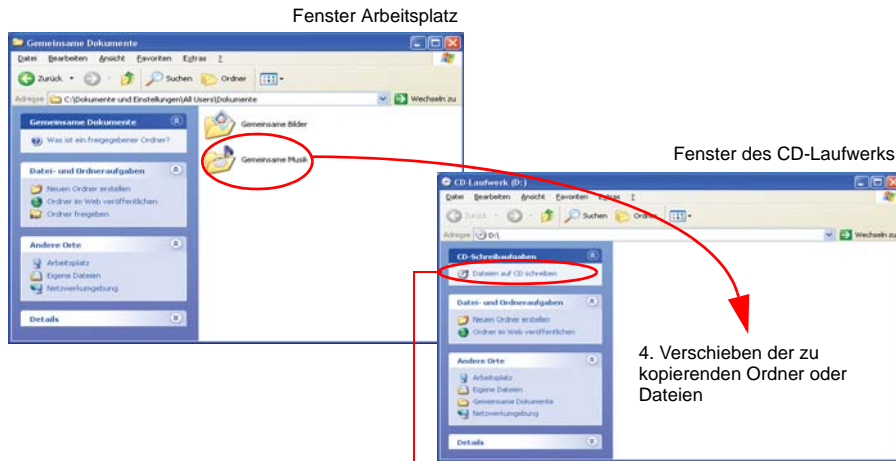 Fenster Arbeitsplatz
Gemeinsame Dokumente
Datei Bearbeiten Ansicht Favoriten Extras ?
Zurück Suchen Ordner
Adresse C:\Dokumente und Einstellungen\All Users\Dokumente Wechseln zu
Gemeinsame Dokumente
Was ist ein freigegebener Ordner?
Datei- und Ordneraufgaben
Neuen Ordner erstellen
Ordner im Web veröffentlichen
Ordner freigeben
Andere Orte
Arbeitsplatz
Eigene Dateien
Netzwerkumgebung
Details
Gemeinsame Bilder
Gemeinsame Musik
Fenster des CD-Laufwerks
CD-Laufwerk (D:)
Datei Bearbeiten Ansicht Favoriten Extras ?
Zurück Suchen Ordner
Adresse D:\ Wechseln zu
CD-Schreibaufgaben
Dateien auf CD schreiben
Datei- und Ordneraufgaben
Neuen Ordner erstellen
Ordner im Web veröffentlichen
Andere Orte
Arbeitsplatz
Eigene Dateien
Gemeinsame Dokumente
Netzwerkumgebung
Details
4. Verschieben der zu
kopierenden Ordner oder
Dateien